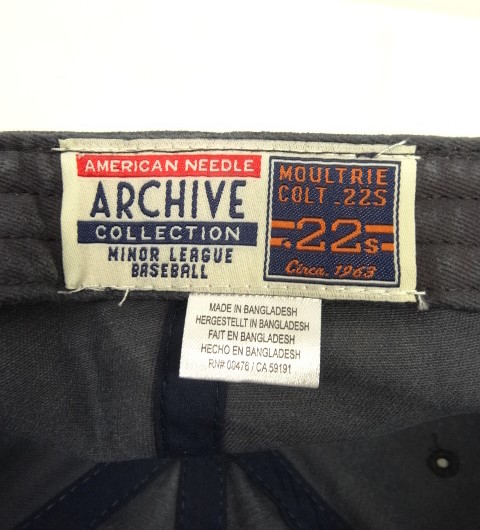 AMERICAN NEEDLE
ARCHIVE
COLLECTION
MINOR LEAGUE
BASEBALL
MOULTRIE
COLT .22S
.22s
Circa. 1963
MADE IN BANGLADESH
HERGESTELLT IN BANGLADESH
FAIT EN BANGLADESH
HECHO EN BANGLADESH
RN# 00476 / CA 59191